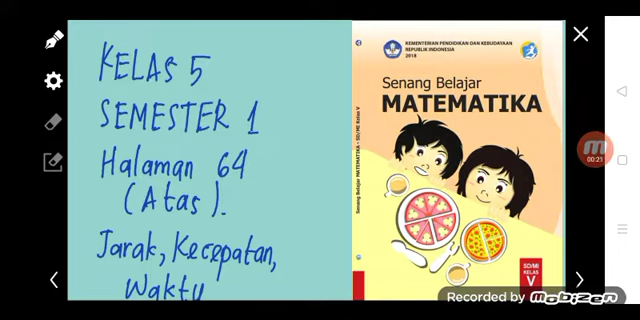 KELAS 5
SEMESTER 1
Halaman 64
(Atas).
Jarak, Kecepatan,
Waktu
KEMENTERIAN PENDIDIKAN DAN KEBUDAYAAN
REPUBLIK INDONESIA
2018
Senang Belajar
MATEMATIKA
Senang Belajar MATEMATIKA - SD/MI Kelas V
SD/MI
KELAS
V
00:21
Recorded by mobizen